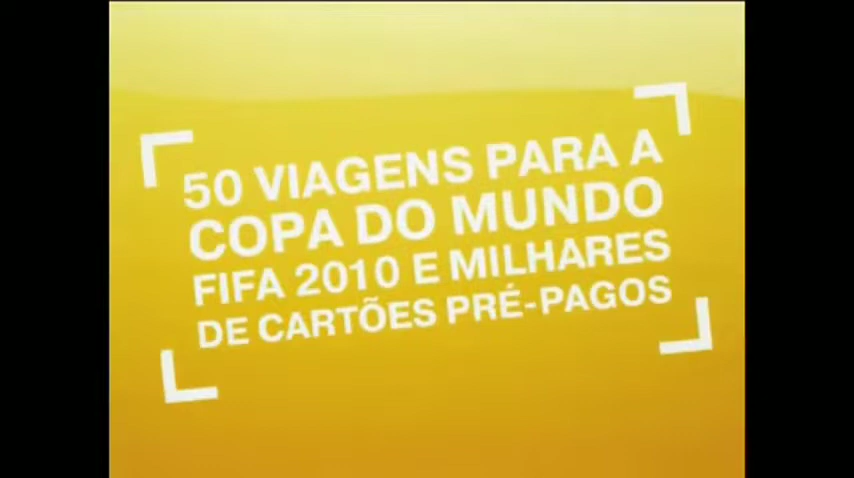 50 VIAGENS PARA A
COPA DO MUNDO
FIFA 2010 E MILHARES
DE CARTÕES PRÉ-PAGOS